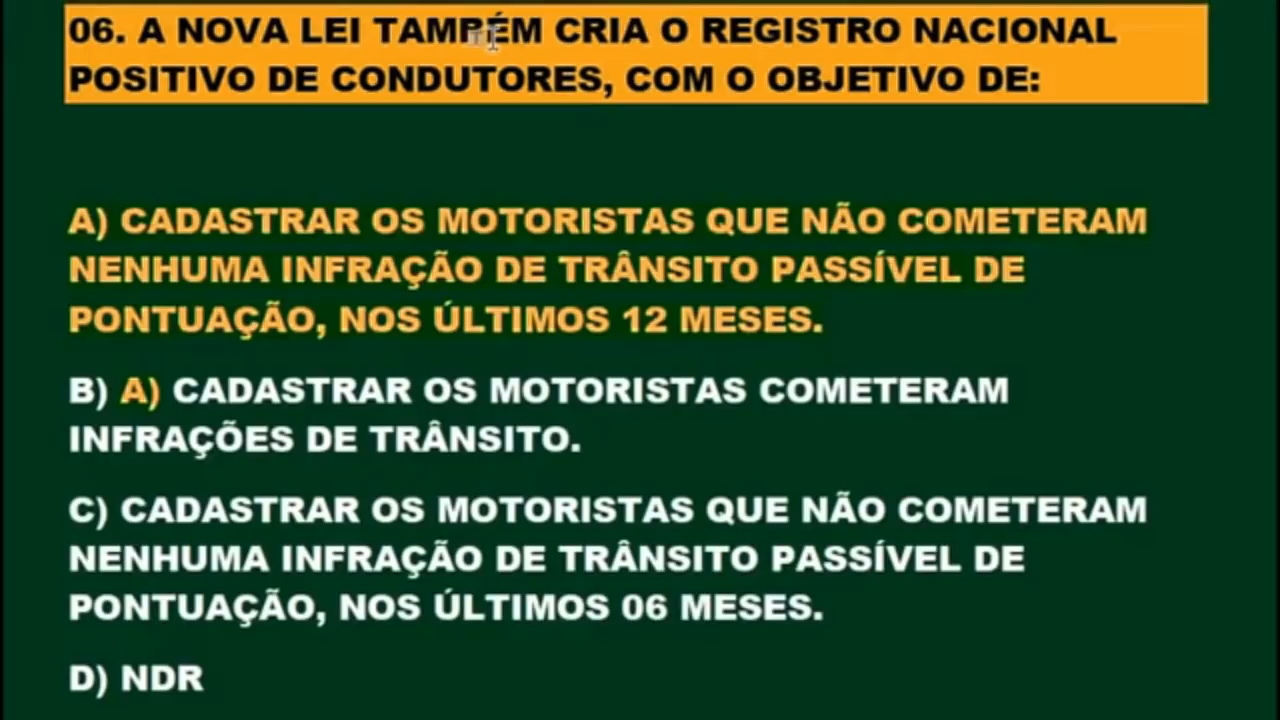 06. A NOVA LEI TAMBÉM CRIA O REGISTRO NACIONAL
POSITIVO DE CONDUTORES, COM O OBJETIVO DE:
A) CADASTRAR OS MOTORISTAS QUE NÃO COMETERAM
NENHUMA INFRAÇÃO DE TRÂNSITO PASSÍVEL DE
PONTUAÇÃO, NOS ÚLTIMOS 12 MESES.
B) A) CADASTRAR OS MOTORISTAS COMETERAM
INFRAÇÕES DE TRÂNSITO.
C) CADASTRAR OS MOTORISTAS QUE NÃO COMETERAM
NENHUMA INFRAÇÃO DE TRÂNSITO PASSÍVEL DE
PONTUAÇÃO, NOS ÚLTIMOS 06 MESES.
D) NDR